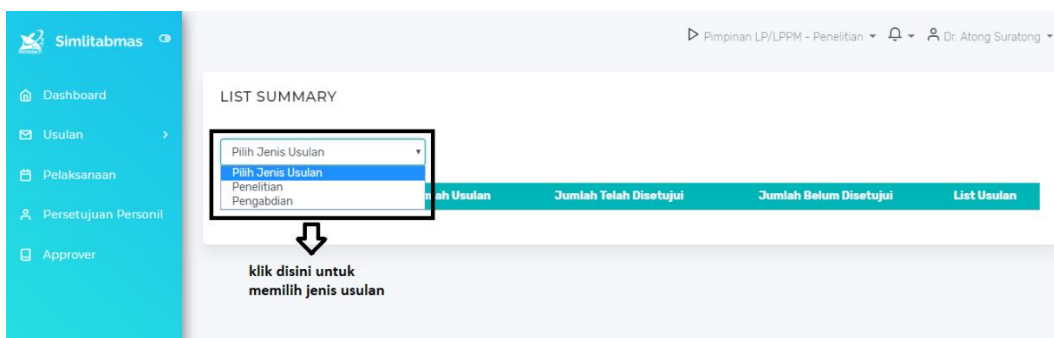 Simlitabmas
Pimpinan LP/LPPM - Penelitian
Dr. Atong Suratong
Dashboard
Usulan
Pelaksanaan
Persetujuan Personil
Approver
LIST SUMMARY
Pilih Jenis Usulan
Pilih Jenis Usulan
Penelitian
Pengabdian
Usulan
Jumlah Telah Disetujui
Jumlah Belum Disetujui
List Usulan
klik disini untuk
memilih jenis usulan